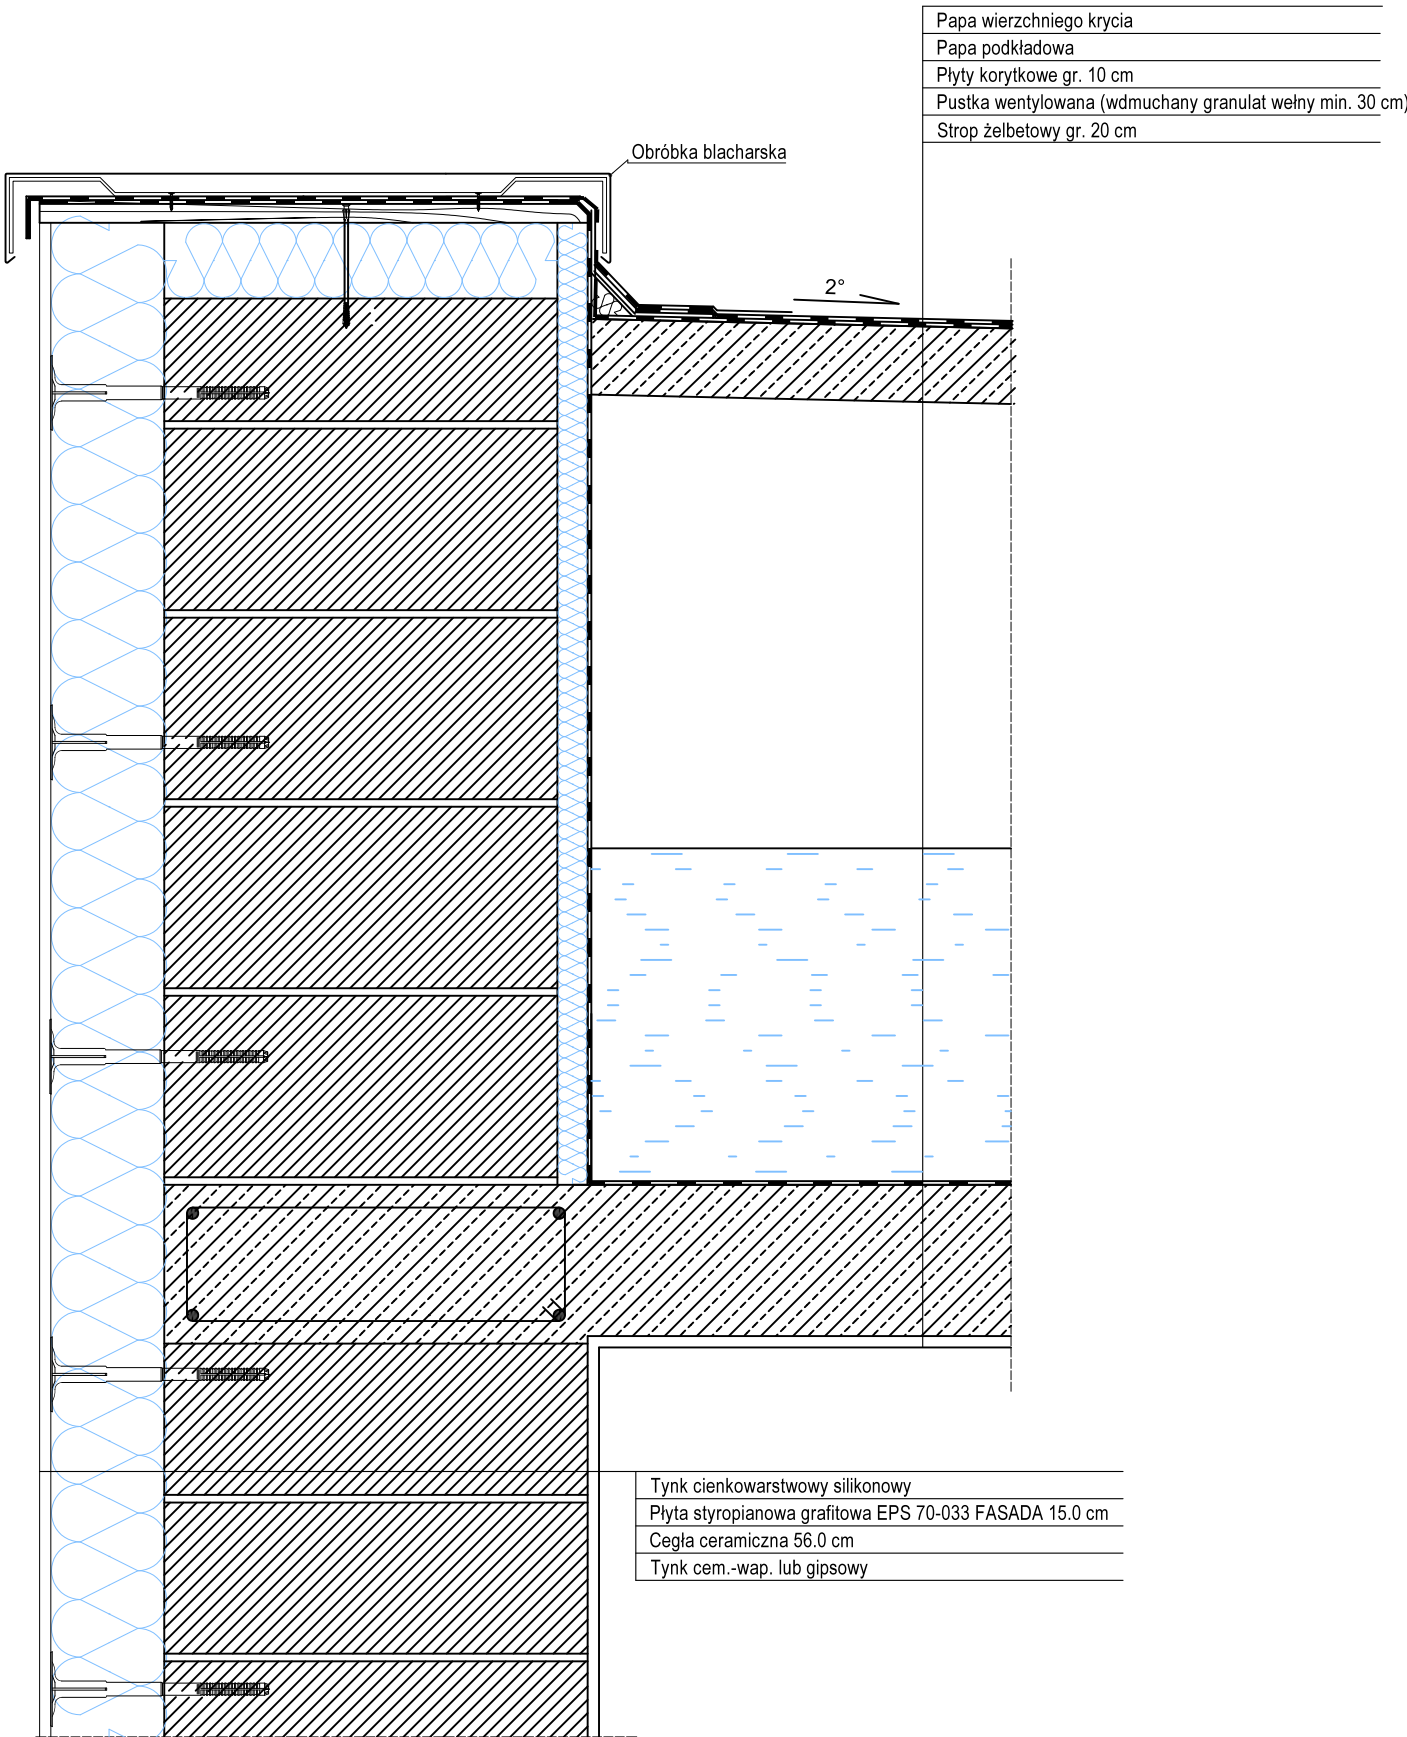 Papa wierzchniego krycia
Papa podkładowa
Płyty korytkowe gr. 10 cm
Pustka wentylowana (wdmuchany granulat wełny min. 30 cm)
Strop żelbetowy gr. 20 cm
Obróbka blacharska
2°
Tynk cienkowarstwowy silikonowy
Płyta styropianowa grafitowa EPS 70-033 FASADA 15.0 cm
Cegła ceramiczna 56.0 cm
Tynk cem.-wap. lub gipsowy